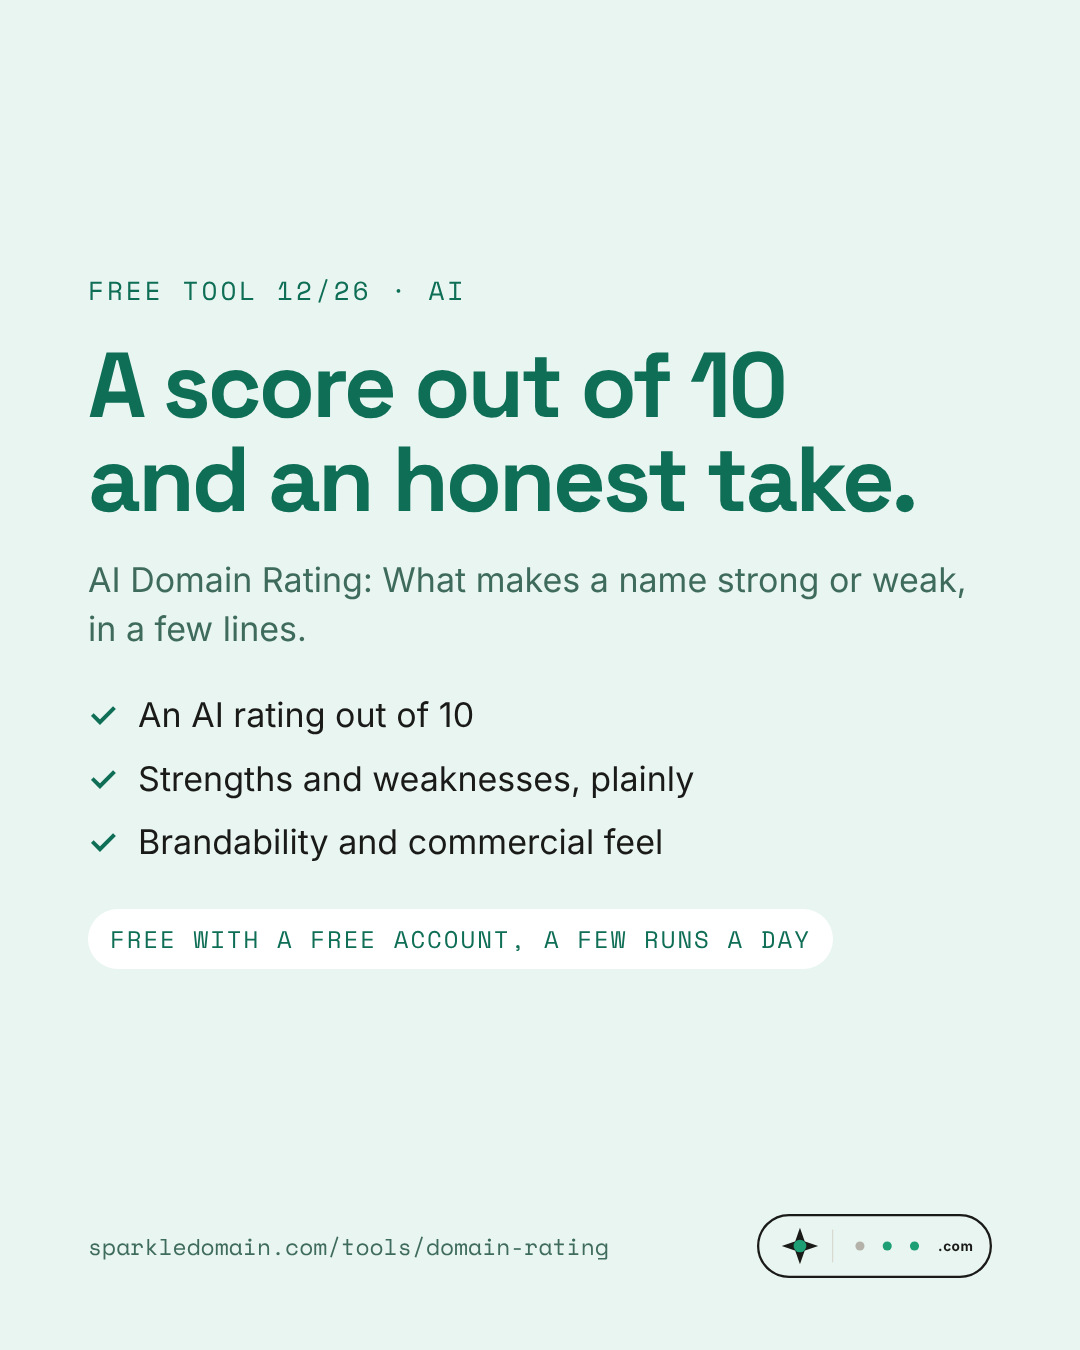 FREE TOOL 12/26 · AI
A score out of 10
and an honest take.
AI Domain Rating: What makes a name strong or weak,
in a few lines.
An AI rating out of 10
Strengths and weaknesses, plainly
Brandability and commercial feel
FREE WITH A FREE ACCOUNT, A FEW RUNS A DAY
sparkledomain.com/tools/domain-rating
.com